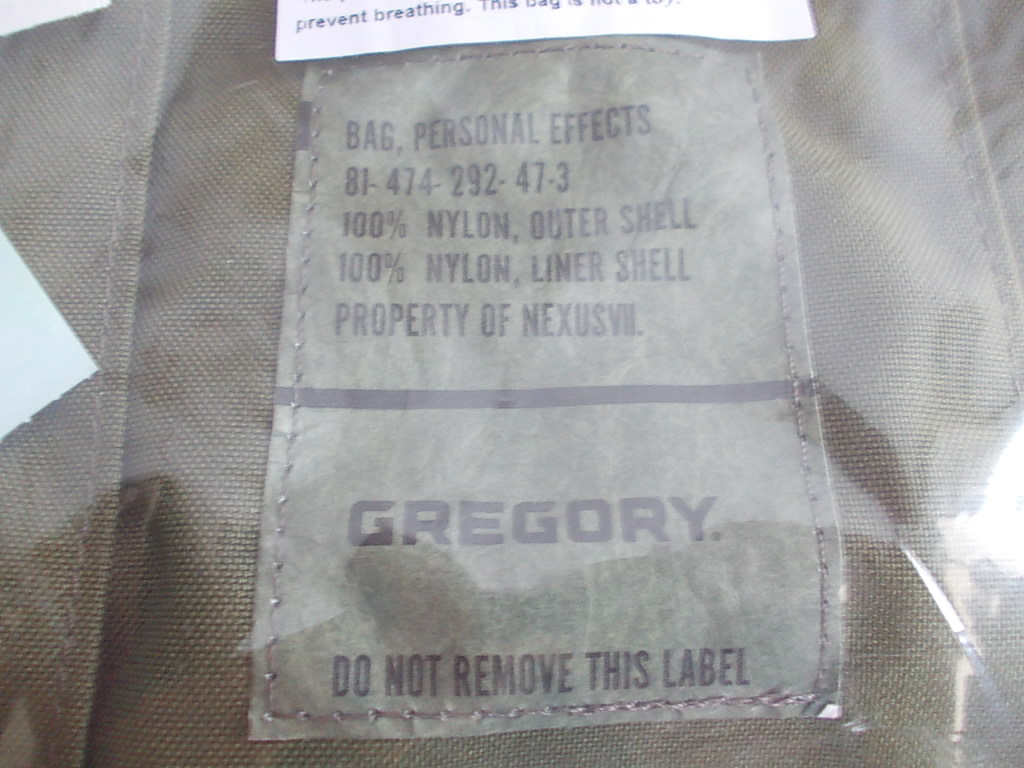 prevent breathing. This bag is not a toy.
BAG, PERSONAL EFFECTS
81-474-292-47-3
100% NYLON, OUTER SHELL
100% NYLON, LINER SHELL
PROPERTY OF NEXUSVII.
GREGORY.
DO NOT REMOVE THIS LABEL